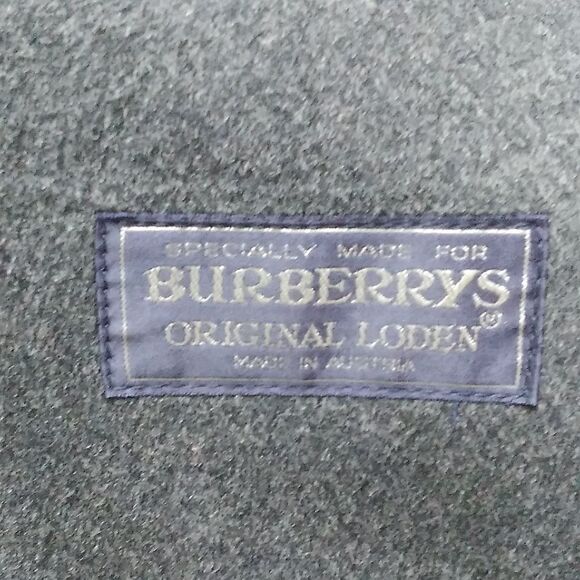 SPECIALLY MADE FOR
BURBERRYS
ORIGINAL LODEN®
MADE IN AUSTRIA